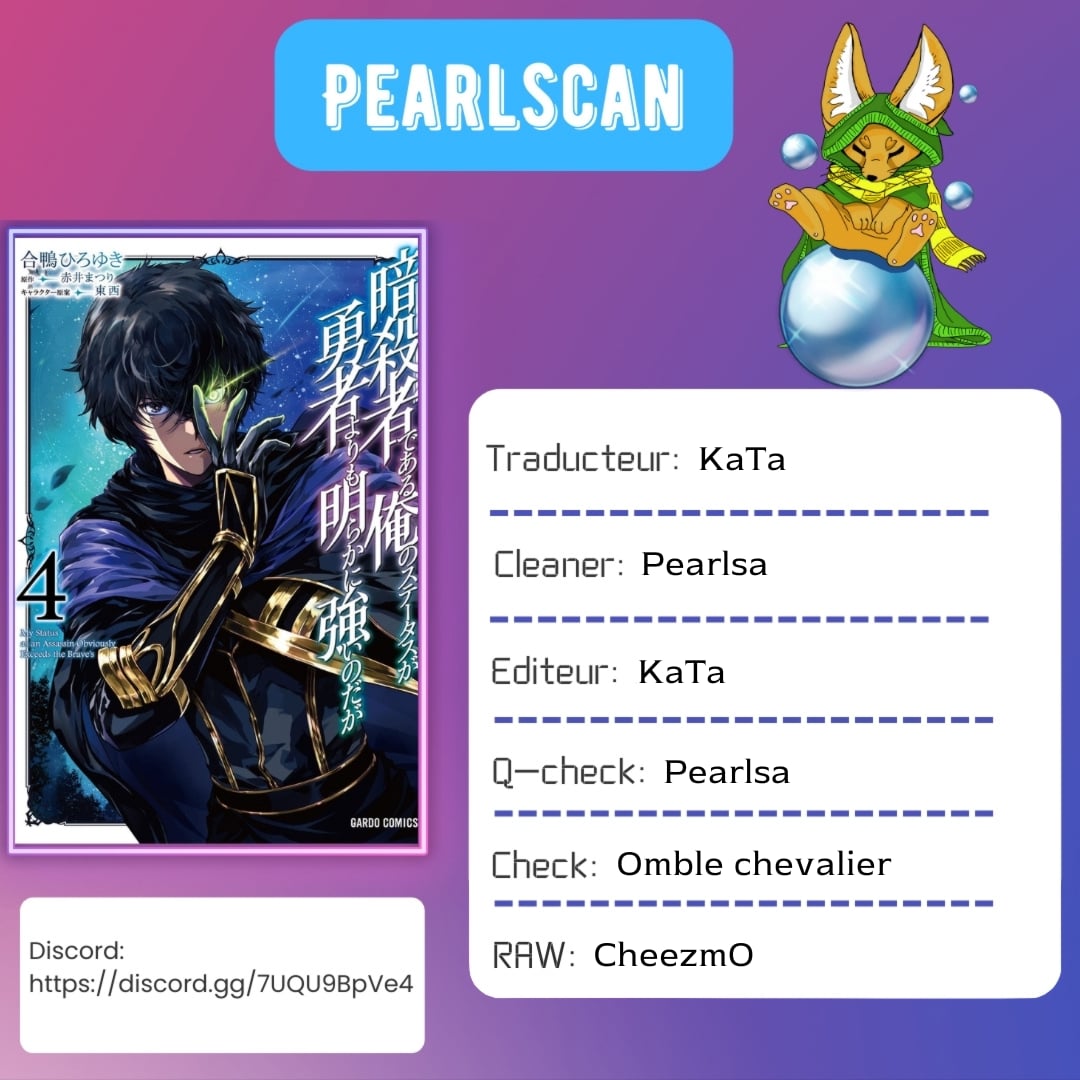 PEARLSCAN
合鴨ひろゆき
原作 赤井まつり
キャラクター原案 東西
暗殺者である俺のステータスが
勇者よりも明らかに強いのだが
4
My Status
as an Assassin Obviously
Exceeds the Brave's
GARDO COMICS
Traducteur: KaTa
Cleaner: Pearlsa
Editeur: KaTa
Q-check: Pearlsa
Check: Omble chevalier
RAW: CheezmO
Discord:
https://discord.gg/7UQU9BpVe4